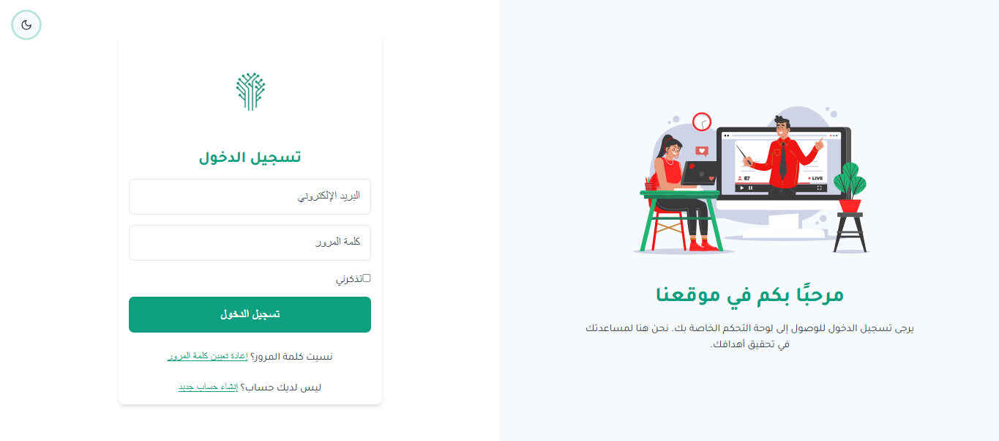 87
LIVE
مرحبًا بكم في موقعنا
يرجى تسجيل الدخول للوصول إلى لوحة التحكم الخاصة بك. نحن هنا لمساعدتك
في تحقيق أهدافك.
تسجيل الدخول
البريد الإلكتروني
كلمة المرور
تذكرني
تسجيل الدخول
نسيت كلمة المرور؟ إعادة تعيين كلمة المرور
ليس لديك حساب؟ إنشاء حساب جديد